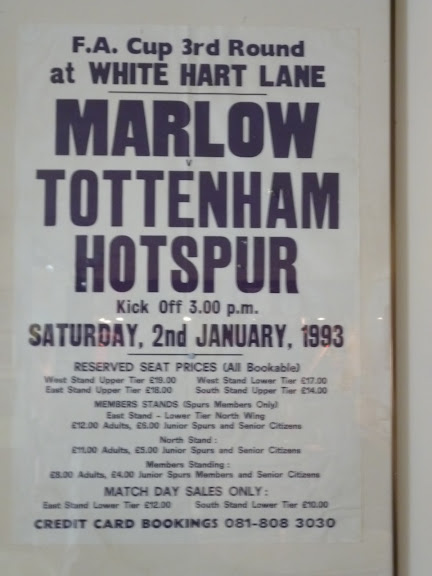 F.A. Cup 3rd Round
at WHITE HART LANE
MARLOW
v
TOTTENHAM
HOTSPUR
Kick Off 3.00 p.m.
SATURDAY, 2nd JANUARY, 1993
RESERVED SEAT PRICES (All Bookable)
West Stand Upper Tier £19.00 West Stand Lower Tier £17.00
East Stand Upper Tier £18.00 South Stand Upper Tier £14.00
MEMBERS STANDS (Spurs Members Only)
East Stand - Lower Tier North Wing
£12.00 Adults, £6.00 Junior Spurs and Senior Citizens
North Stand :
£11.00 Adults, £5.00 Junior Spurs and Senior Citizens
Members Standing :
£8.00 Adults, £4.00 Junior Spurs Members and Senior Citizens
MATCH DAY SALES ONLY :
East Stand Lower Tier £12.00 South Stand Lower Tier £10.00
CREDIT CARD BOOKINGS 081-808 3030